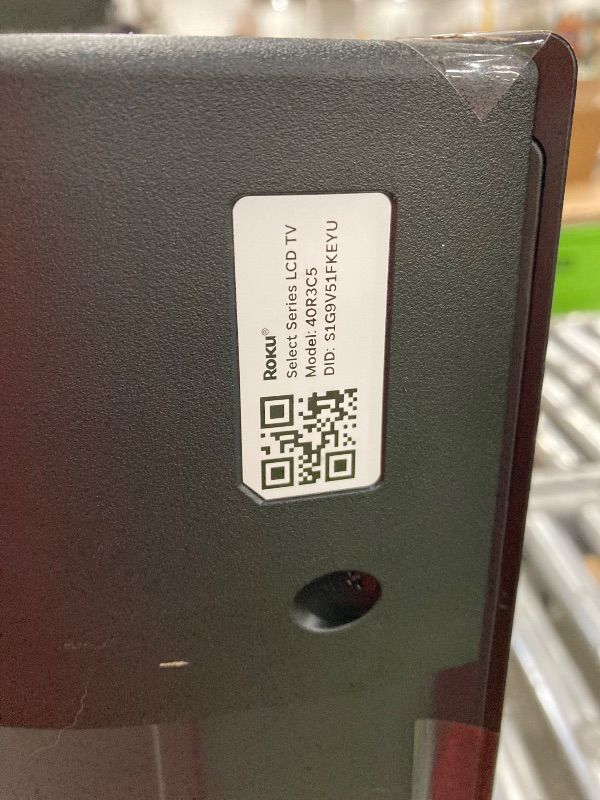 Roku®
Select Series LCD TV
Model: 40R3C5
DID: S1G9V51FKEYU